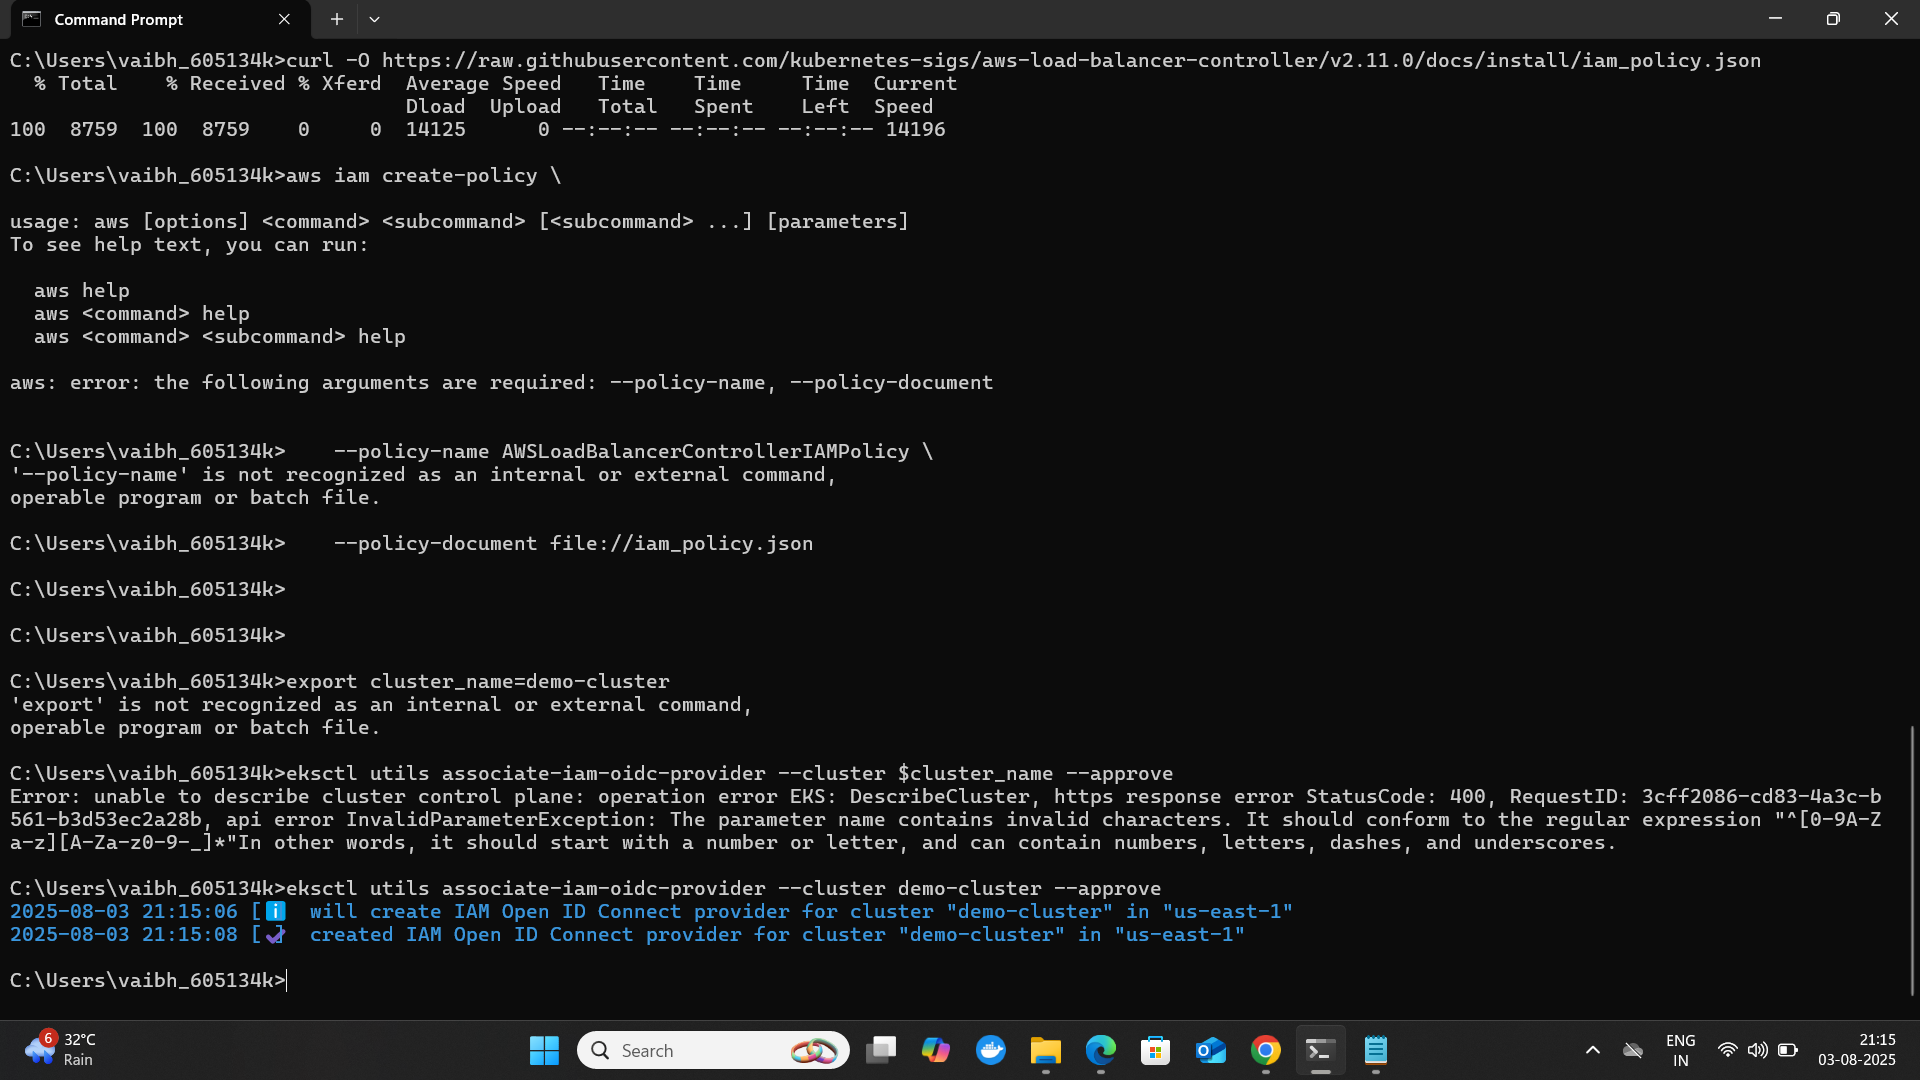 Command Prompt
C:\Users\vaibh_605134k>curl -O https://raw.githubusercontent.com/kubernetes-sigs/aws-load-balancer-controller/v2.11.0/docs/install/iam_policy.json
  % Total    % Received % Xferd  Average Speed   Time    Time     Time  Current
                                 Dload  Upload   Total   Spent    Left  Speed
100  8759  100  8759    0     0  14125      0 --:--:-- --:--:-- --:--:-- 14196
C:\Users\vaibh_605134k>aws iam create-policy \
usage: aws [options] <command> <subcommand> [<subcommand> ...] [parameters]
To see help text, you can run:
  aws help
  aws <command> help
  aws <command> <subcommand> help
aws: error: the following arguments are required: --policy-name, --policy-document
C:\Users\vaibh_605134k>    --policy-name AWSLoadBalancerControllerIAMPolicy \
'--policy-name' is not recognized as an internal or external command,
operable program or batch file.
C:\Users\vaibh_605134k>    --policy-document file://iam_policy.json
C:\Users\vaibh_605134k>
C:\Users\vaibh_605134k>
C:\Users\vaibh_605134k>export cluster_name=demo-cluster
'export' is not recognized as an internal or external command,
operable program or batch file.
C:\Users\vaibh_605134k>eksctl utils associate-iam-oidc-provider --cluster $cluster_name --approve
Error: unable to describe cluster control plane: operation error EKS: DescribeCluster, https response error StatusCode: 400, RequestID: 3cff2086-cd83-4a3c-b
561-b3d53ec2a28b, api error InvalidParameterException: The parameter name contains invalid characters. It should conform to the regular expression "^[0-9A-Z
a-z][A-Za-z0-9-_]*"In other words, it should start with a number or letter, and can contain numbers, letters, dashes, and underscores.
C:\Users\vaibh_605134k>eksctl utils associate-iam-oidc-provider --cluster demo-cluster --approve
2025-08-03 21:15:06 [ℹ]  will create IAM Open ID Connect provider for cluster "demo-cluster" in "us-east-1"
2025-08-03 21:15:08 [✔]  created IAM Open ID Connect provider for cluster "demo-cluster" in "us-east-1"
C:\Users\vaibh_605134k>
6
32°C
Rain
Search
ENG
IN
21:15
03-08-2025